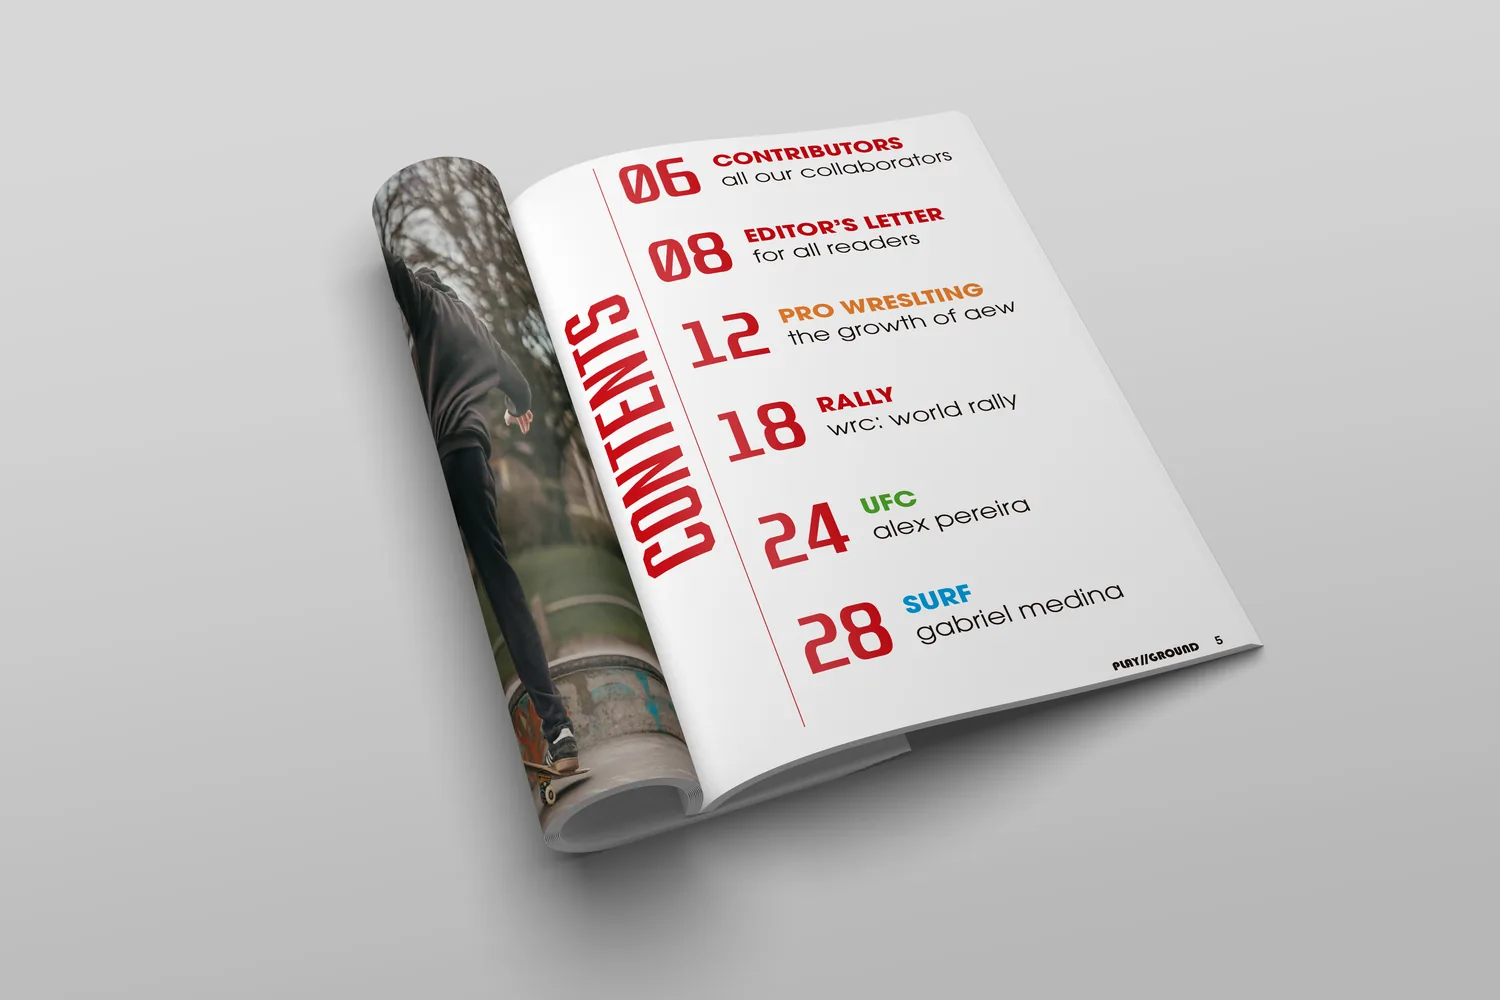 CONTENTS
06 CONTRIBUTORS
all our collaborators
08 EDITOR'S LETTER
for all readers
12 PRO WRESLTING
the growth of aew
18 RALLY
wrc: world rally
24 UFC
alex pereira
28 SURF
gabriel medina
PLAY//GROUND 5